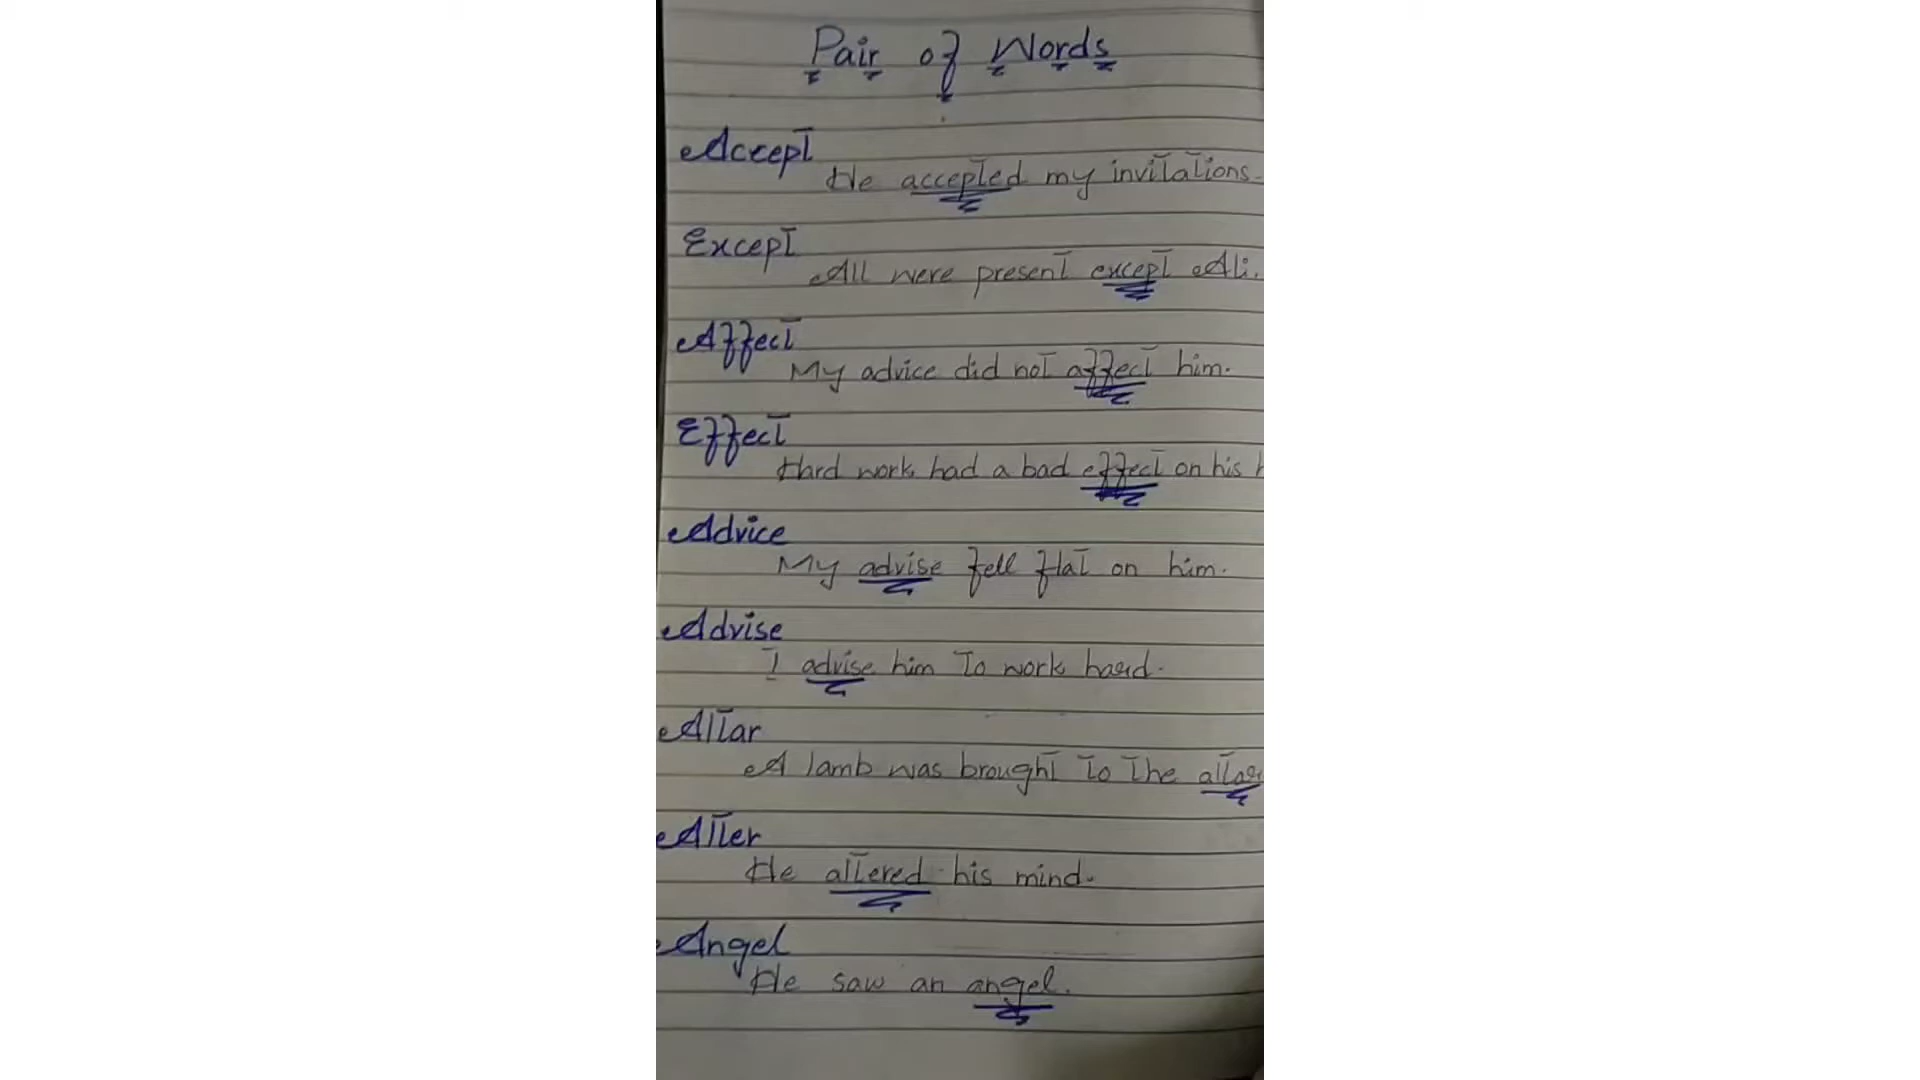 Pair of Words
Accept
He accepted my invitations.
Except
All were present except Ali.
Affect
My advice did not affect him.
Effect
Hard work had a bad effect on his
Advice
My advise fell flat on him.
Advise
I advise him to work hard.
Altar
A lamb was brought to the altar
Alter
He altered his mind.
Angel
He saw an angel.